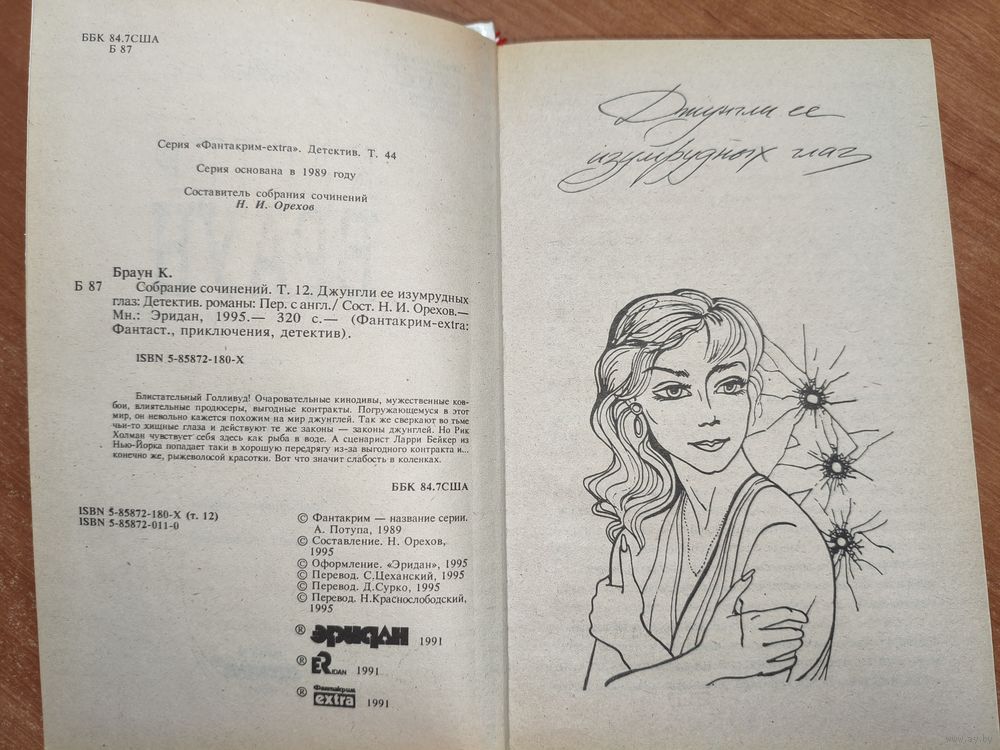 ББК 84.7США
Б 87
Серия «Фантакрим-extra». Детектив. Т. 44
Серия основана в 1989 году
Составитель собрания сочинений
Н. И. Орехов
Браун К.
Б 87 Собрание сочинений. Т. 12. Джунгли ее изумрудных
глаз: Детектив. романы: Пер. с англ./ Сост. Н. И. Орехов.—
Мн.: Эридан, 1995.— 320 с.— (Фантакрим-extra:
Фантаст., приключения, детектив).
ISBN 5-85872-180-X
Блистательный Голливуд! Очаровательные кинодивы, мужественные ков-
бои, влиятельные продюсеры, выгодные контракты. Погружающемуся в этот
мир, он невольно кажется похожим на мир джунглей. Так же сверкают во тьме
чьи-то хищные глаза и действуют те же законы — законы джунглей. Но Рик
Холман чувствует себя здесь как рыба в воде. А сценарист Ларри Бейкер из
Нью-Йорка попадает таки в хорошую передрягу из-за выгодного контракта и...
конечно же, рыжеволосой красотки. Вот что значит слабость в коленках.
ББК 84.7США
ISBN 5-85872-180-X (т. 12)
ISBN 5-85872-011-0
© Фантакрим — название серии.
А. Потупа, 1989
© Составление. Н. Орехов,
1995
© Оформление. «Эридан», 1995
© Перевод. С.Цеханский, 1995
© Перевод. Д.Сурко, 1995
© Перевод. Н.Краснослободский,
1995
® эридан 1991
® ERIDAN 1991
® Фантакрим extra 1991
Джунгли ее
изумрудных глаз
www.ay.by